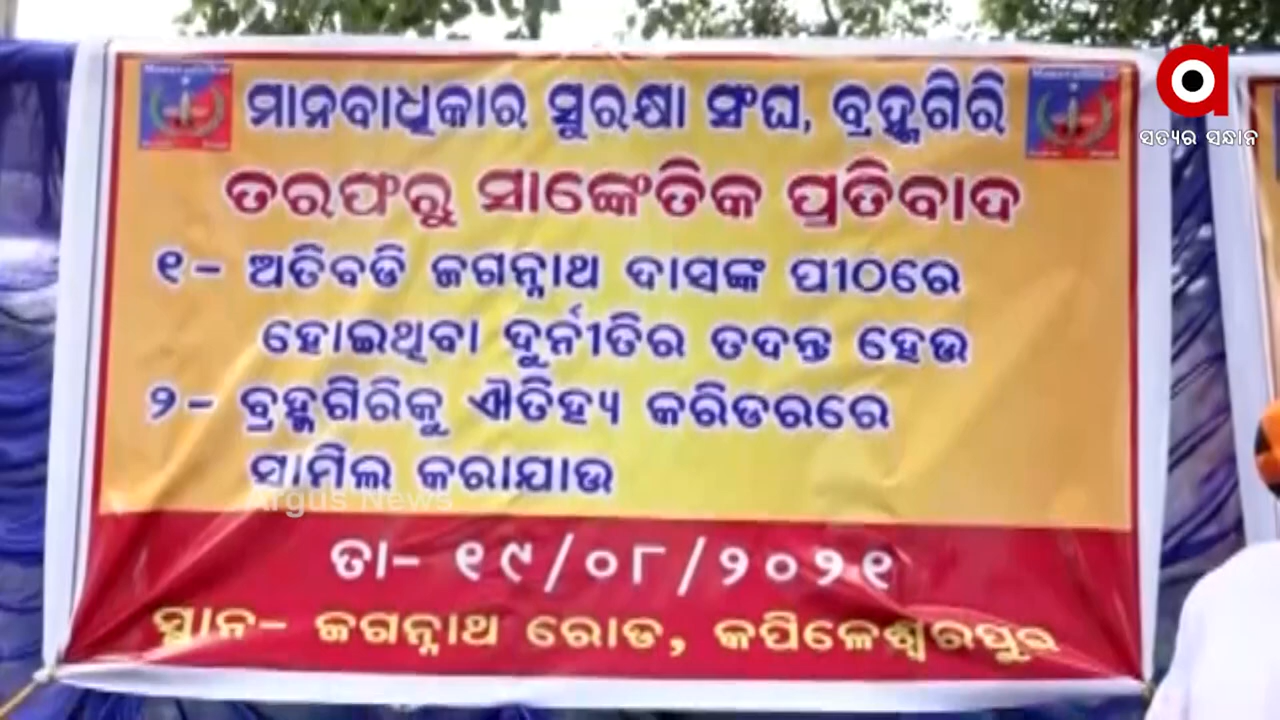 ମାନବାଧିକାର ସୁରକ୍ଷା ସଂଘ, ବ୍ରହ୍ମଗିରି
ତରଫରୁ ସାଙ୍କେତିକ ପ୍ରତିବାଦ
୧- ଅତିବଡି ଜଗନ୍ନାଥ ଦାସଙ୍କ ପୀଠରେ
ହୋଇଥିବା ଦୁର୍ନୀତିର ତଦନ୍ତ ହେଉ
୨- ବ୍ରହ୍ମଗିରିକୁ ଐତିହ୍ୟ କରିଡରରେ
ସାମିଲ କରାଯାଉ
ତା- ୧୯/୦୮/୨୦୨୧
ସ୍ଥାନ- ଜଗନ୍ନାଥ ରୋଡ, କପିଳେଶ୍ୱରପୁର
ସତ୍ୟର ସନ୍ଧାନ
Argus News